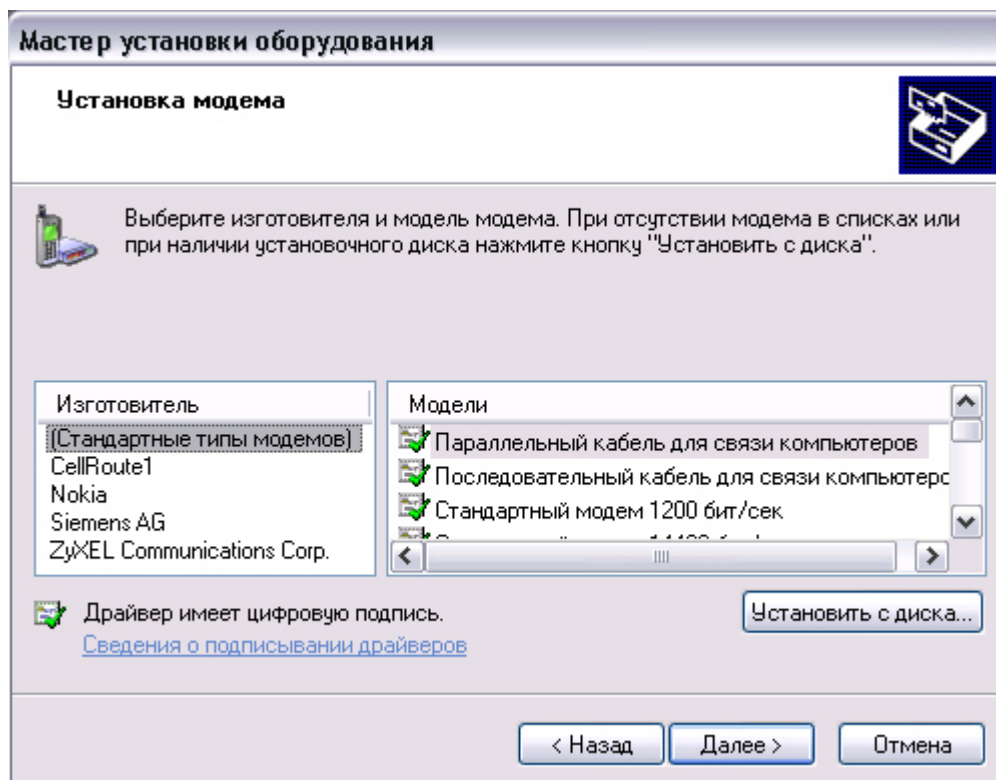 Мастер установки оборудования
Установка модема
Выберите изготовителя и модель модема. При отсутствии модема в списках или
при наличии установочного диска нажмите кнопку "Установить с диска".
Изготовитель
(Стандартные типы модемов)
CellRoute1
Nokia
Siemens AG
ZyXEL Communications Corp.
Модели
Параллельный кабель для связи компьютеров
Последовательный кабель для связи компьютерс
Стандартный модем 1200 бит/сек
Драйвер имеет цифровую подпись.
Сведения о подписывании драйверов
Установить с диска...
< Назад
Далее >
Отмена